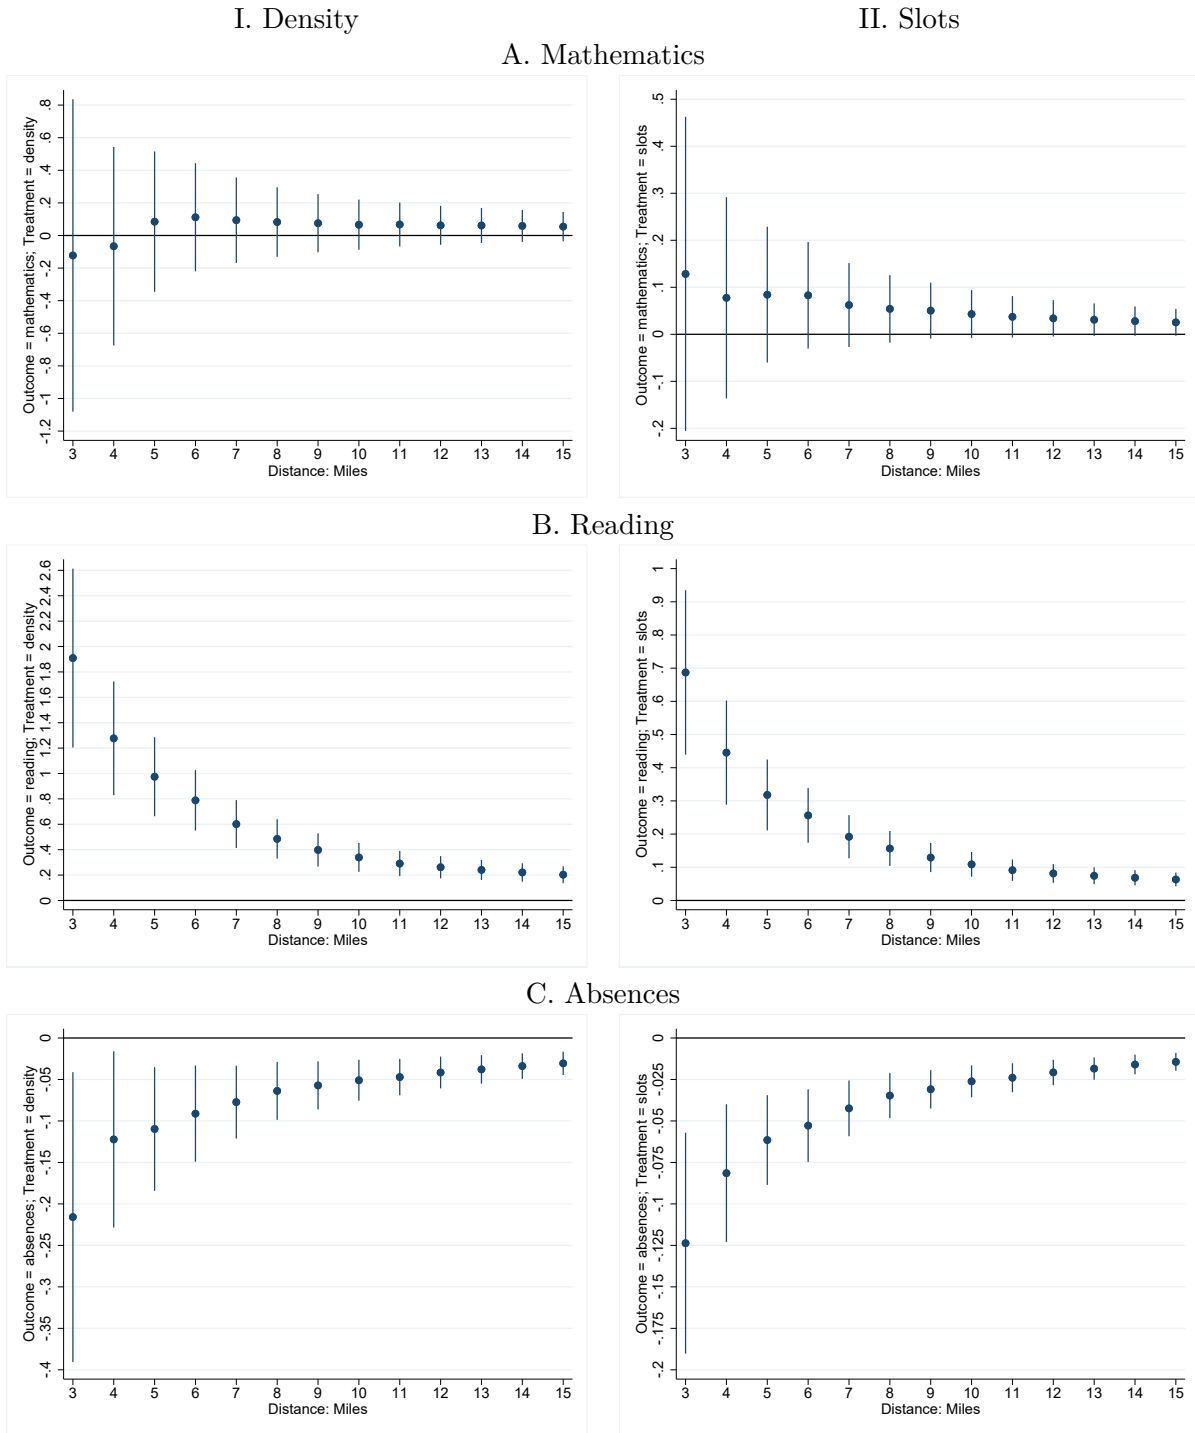 I. Density
II. Slots
A. Mathematics
Outcome = mathematics; Treatment = density
.8
.6
.4
.2
0
-.2
-.4
-.6
-.8
-1
-1.2
3 4 5 6 7 8 9 10 11 12 13 14 15
Distance: Miles
Outcome = mathematics; Treatment = slots
.5
.4
.3
.2
.1
0
-.1
-.2
3 4 5 6 7 8 9 10 11 12 13 14 15
Distance: Miles
B. Reading
Outcome = reading; Treatment = density
2.6
2.4
2.2
2
1.8
1.6
1.4
1.2
1
.8
.6
.4
.2
0
3 4 5 6 7 8 9 10 11 12 13 14 15
Distance: Miles
Outcome = reading; Treatment = slots
1
.9
.8
.7
.6
.5
.4
.3
.2
.1
0
3 4 5 6 7 8 9 10 11 12 13 14 15
Distance: Miles
C. Absences
Outcome = absences; Treatment = density
0
-.05
-.1
-.15
-.2
-.25
-.3
-.35
-.4
3 4 5 6 7 8 9 10 11 12 13 14 15
Distance: Miles
Outcome = absences; Treatment = slots
0
-.025
-.05
-.075
-.1
-.125
-.15
-.175
-.2
3 4 5 6 7 8 9 10 11 12 13 14 15
Distance: Miles